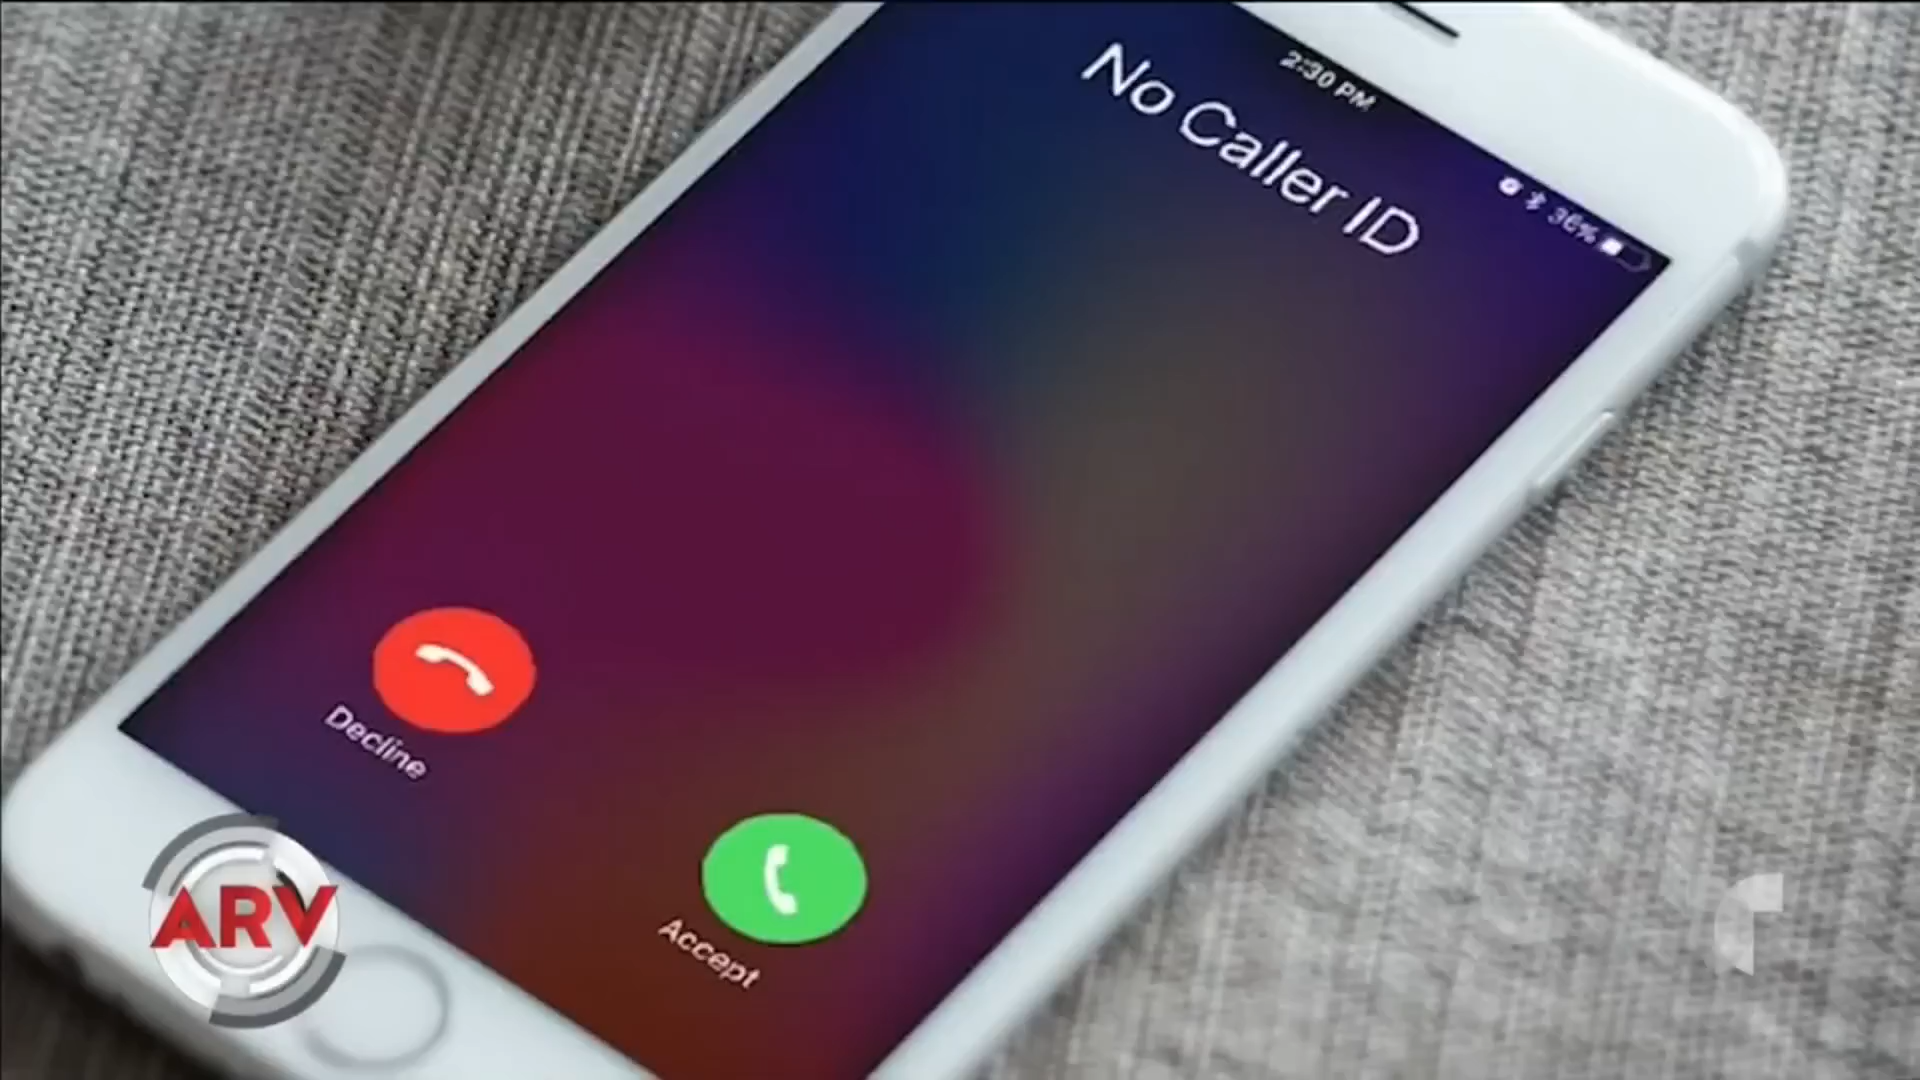 2:30 PM
36%
No Caller ID
Decline
Accept
ARV